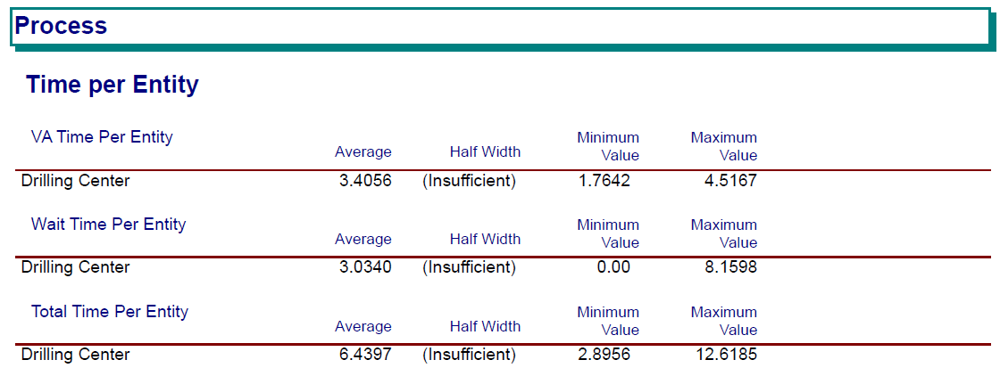 Process
Time per Entity
VA Time Per Entity Average Half Width Minimum Value Maximum Value
Drilling Center 3.4056 (Insufficient) 1.7642 4.5167
Wait Time Per Entity Average Half Width Minimum Value Maximum Value
Drilling Center 3.0340 (Insufficient) 0.00 8.1598
Total Time Per Entity Average Half Width Minimum Value Maximum Value
Drilling Center 6.4397 (Insufficient) 2.8956 12.6185